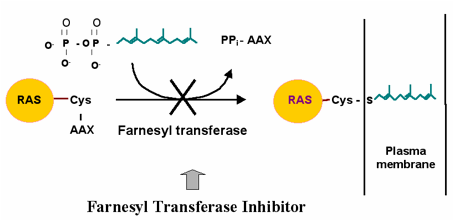 O O
O- P - O P - O
O- O-
PPi - AAX
RAS Cys
AAX
Farnesyl transferase
RAS Cys - S
Plasma
membrane
Farnesyl Transferase Inhibitor